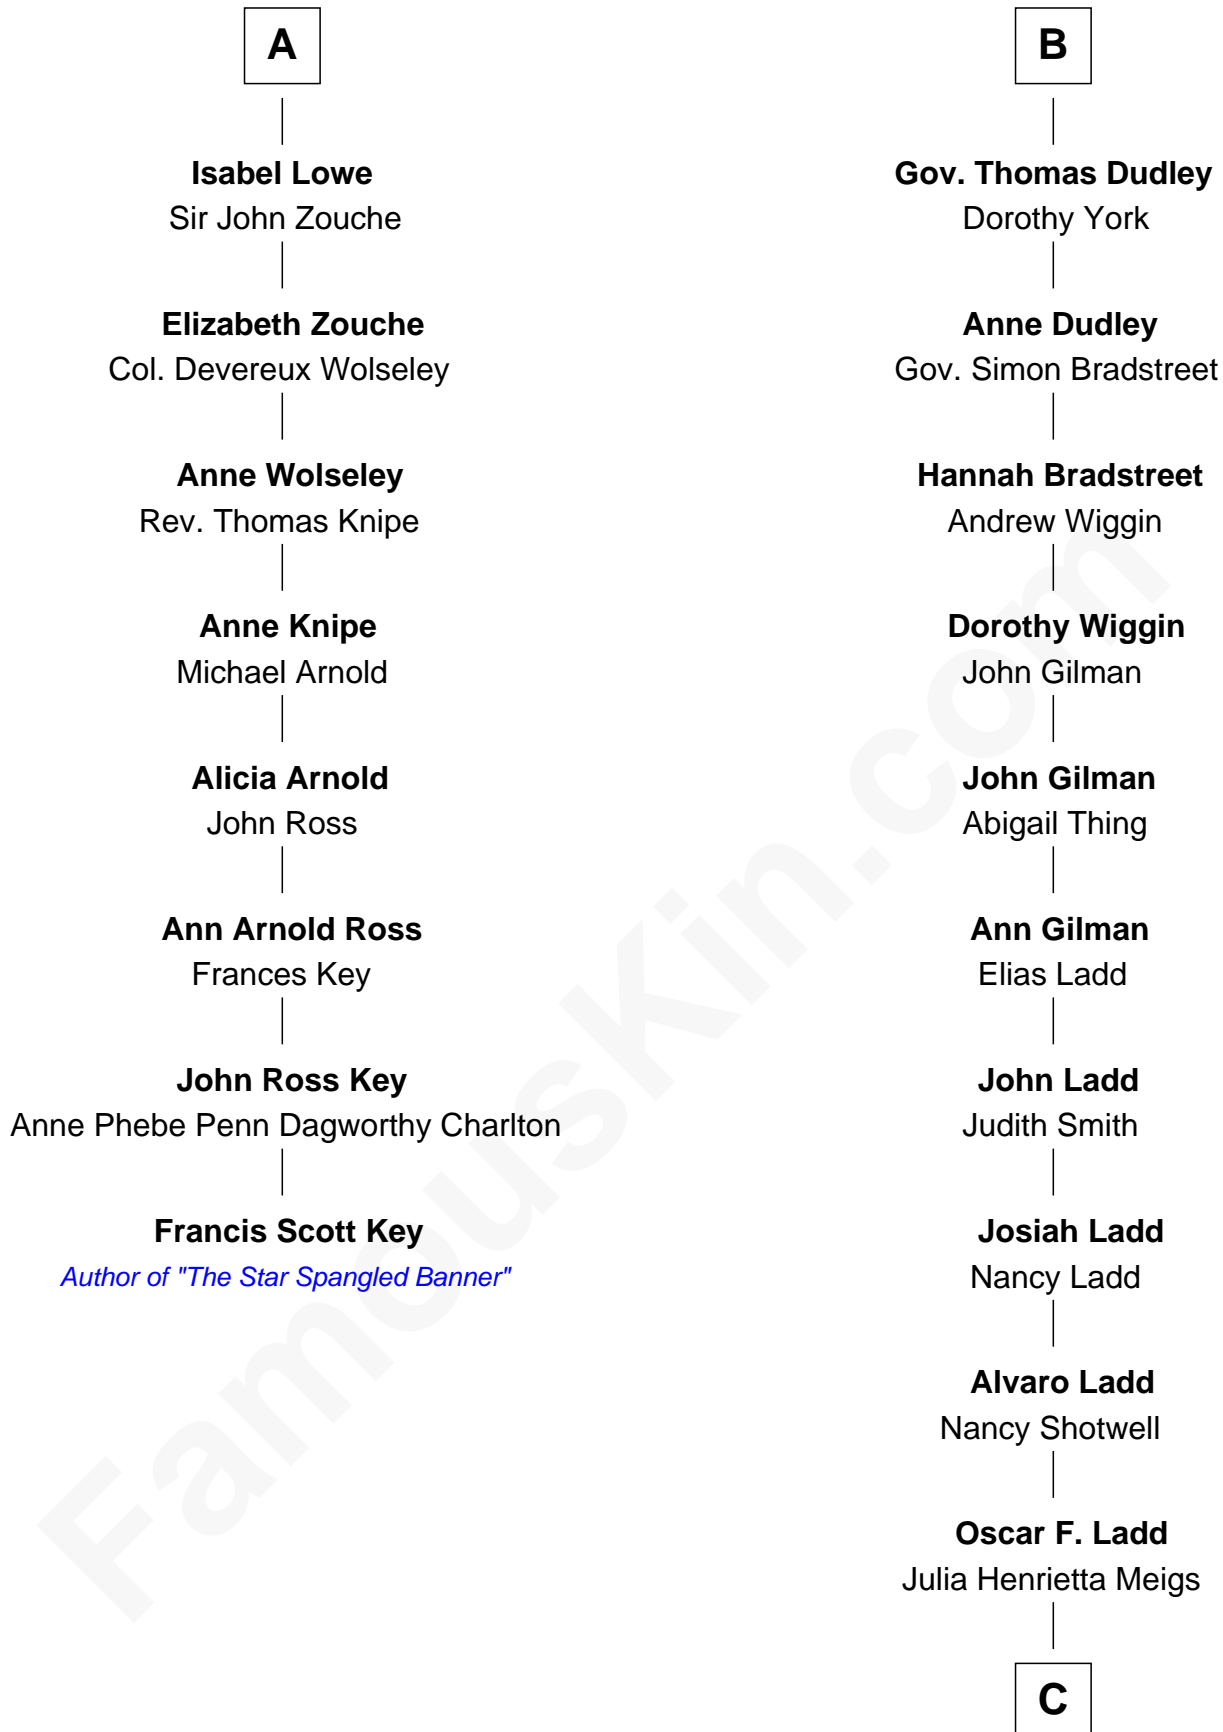 A
Isabel Lowe
Sir John Zouche
Elizabeth Zouche
Col. Devereux Wolseley
Anne Wolseley
Rev. Thomas Knipe
Anne Knipe
Michael Arnold
Alicia Arnold
John Ross
Ann Arnold Ross
Frances Key
John Ross Key
Anne Phebe Penn Dagworthy Charlton
Francis Scott Key
Author of "The Star Spangled Banner"
B
Gov. Thomas Dudley
Dorothy York
Anne Dudley
Gov. Simon Bradstreet
Hannah Bradstreet
Andrew Wiggin
Dorothy Wiggin
John Gilman
John Gilman
Abigail Thing
Ann Gilman
Elias Ladd
John Ladd
Judith Smith
Josiah Ladd
Nancy Ladd
Alvaro Ladd
Nancy Shotwell
Oscar F. Ladd
Julia Henrietta Meigs
C
FamousKin.com